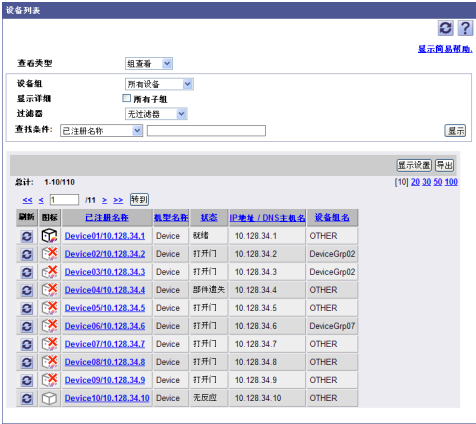 设备列表
?
显示简易帮助.
查看类型 组查看
设备组 所有设备
显示详细 所有子组
过滤器 无过滤器
查找条件: 已注册名称 显示
显示设置 导出
总计: 1-10/110 [10] 20 30 50 100
<< < 1 /11 > >> 转到
刷新 图标 已注册名称 机型名称 状态 IP地址 / DNS主机名 设备组名
Device01/10.128.34.1 Device 就绪 10.128.34.1 OTHER
Device02/10.128.34.2 Device 打开门 10.128.34.2 DeviceGrp02
Device03/10.128.34.3 Device 打开门 10.128.34.3 DeviceGrp02
Device04/10.128.34.4 Device 部件遗失 10.128.34.4 OTHER
Device05/10.128.34.5 Device 打开门 10.128.34.5 OTHER
Device06/10.128.34.6 Device 打开门 10.128.34.6 DeviceGrp07
Device07/10.128.34.7 Device 打开门 10.128.34.7 OTHER
Device08/10.128.34.8 Device 打开门 10.128.34.8 OTHER
Device09/10.128.34.9 Device 打开门 10.128.34.9 OTHER
Device10/10.128.34.10 Device 无反应 10.128.34.10 OTHER